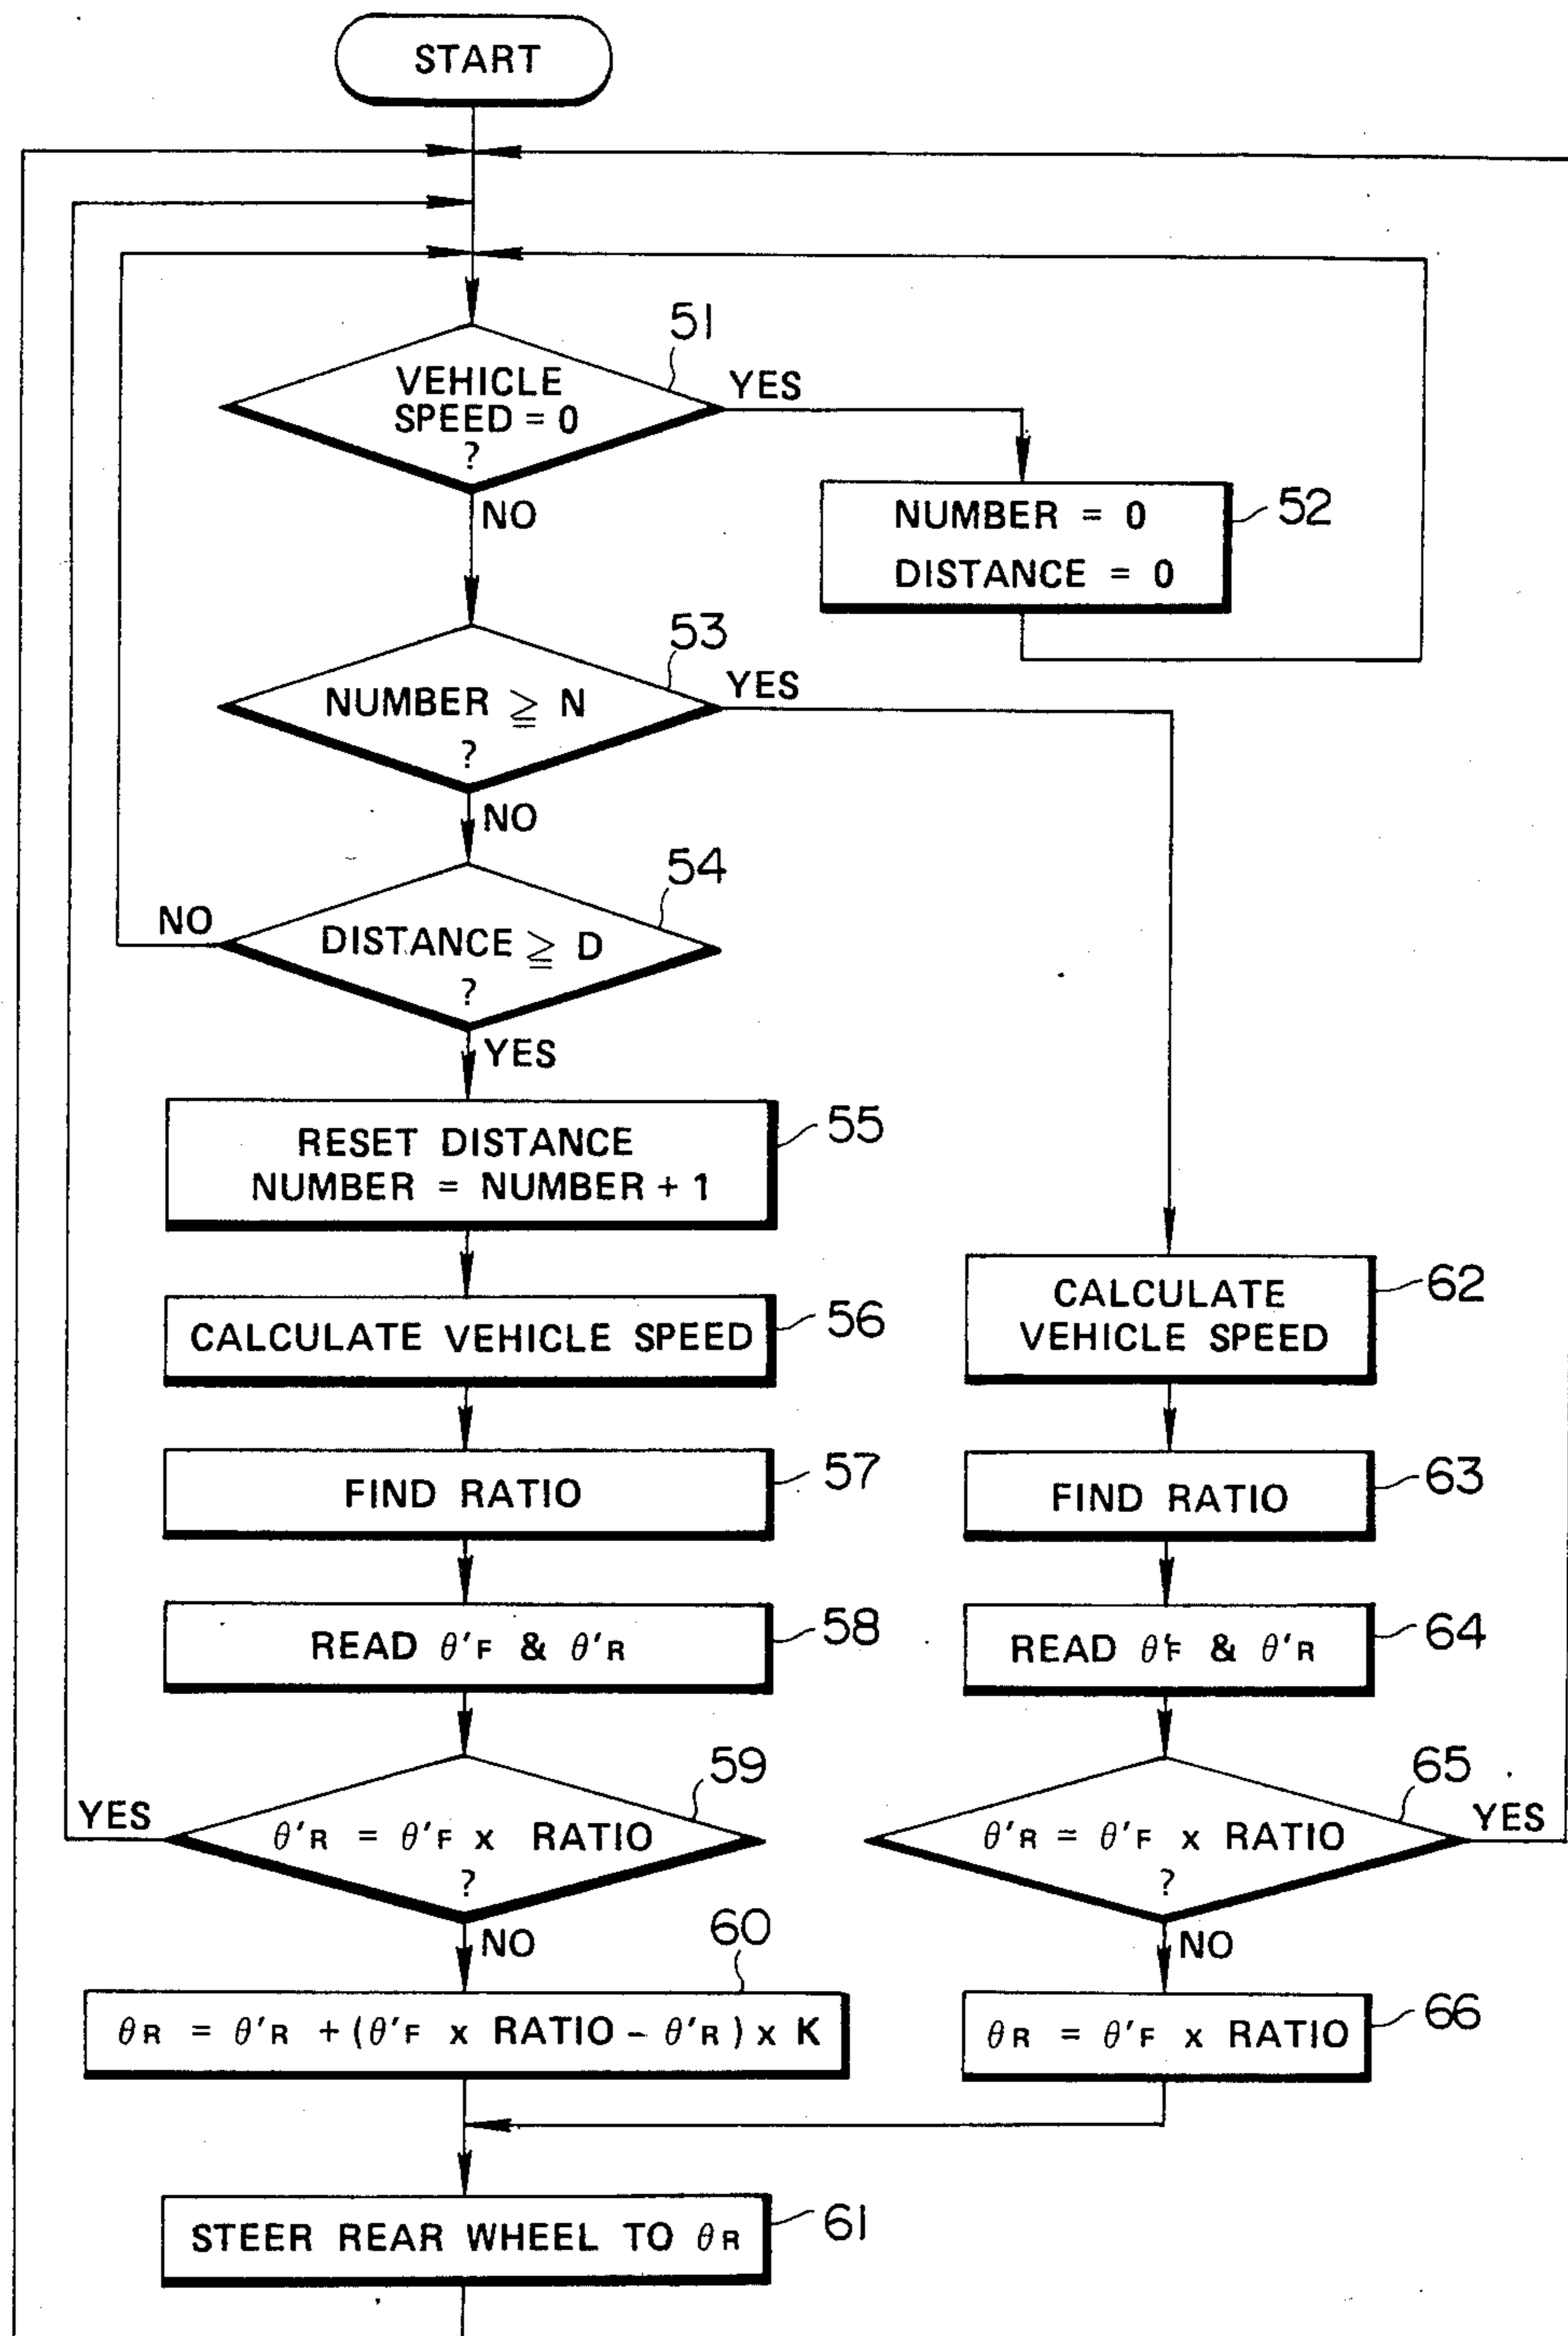 START
51
VEHICLE
SPEED = 0
?
YES
NO
NUMBER = 0
DISTANCE = 0
52
53
NUMBER ≧ N
?
YES
NO
54
DISTANCE ≧ D
?
NO
YES
RESET DISTANCE
NUMBER = NUMBER + 1
55
CALCULATE VEHICLE SPEED
56
FIND RATIO
57
READ θ'F & θ'R
58
59
θ'R = θ'F x RATIO
?
YES
NO
60
θR = θ'R + (θ'F x RATIO - θ'R) x K
CALCULATE
VEHICLE SPEED
62
FIND RATIO
63
READ θ'F & θ'R
64
65
θ'R = θ'F x RATIO
?
YES
NO
θR = θ'F x RATIO
66
STEER REAR WHEEL TO θR
61